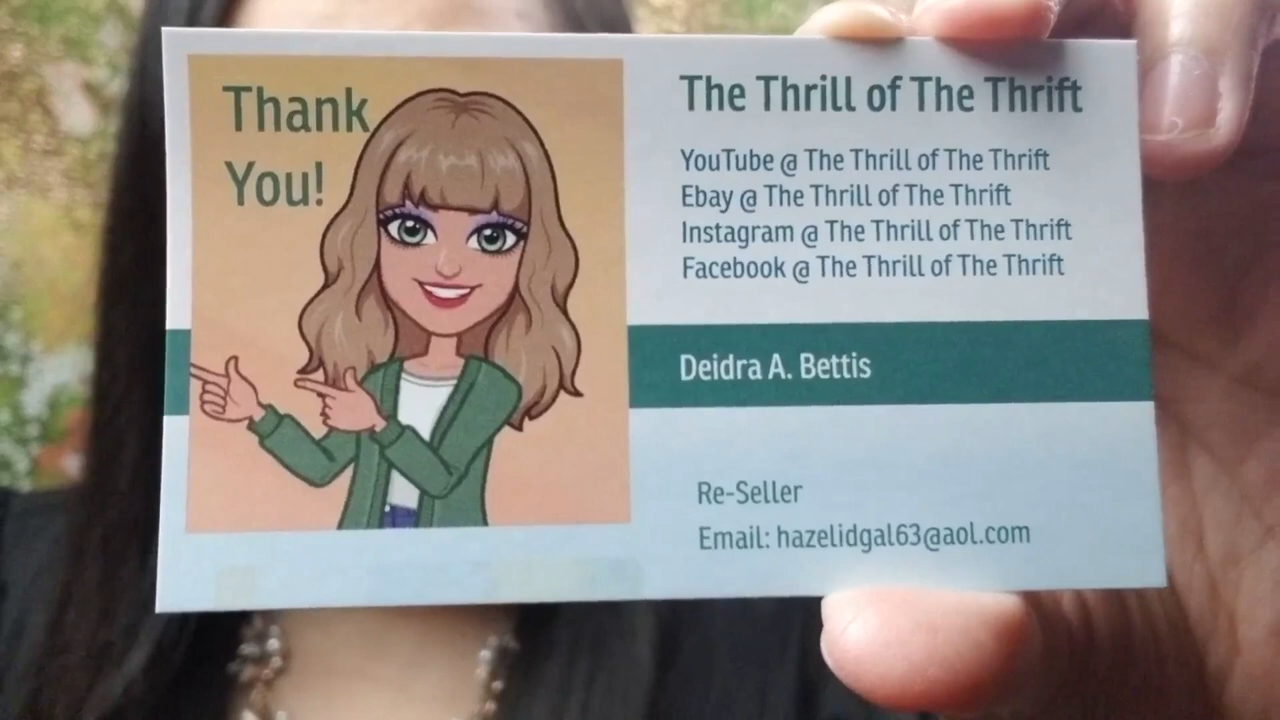 Thank
You!
The Thrill of The Thrift
YouTube @ The Thrill of The Thrift
Ebay @ The Thrill of The Thrift
Instagram @ The Thrill of The Thrift
Facebook @ The Thrill of The Thrift
Deidra A. Bettis
Re-Seller
Email: hazelidgal63@aol.com